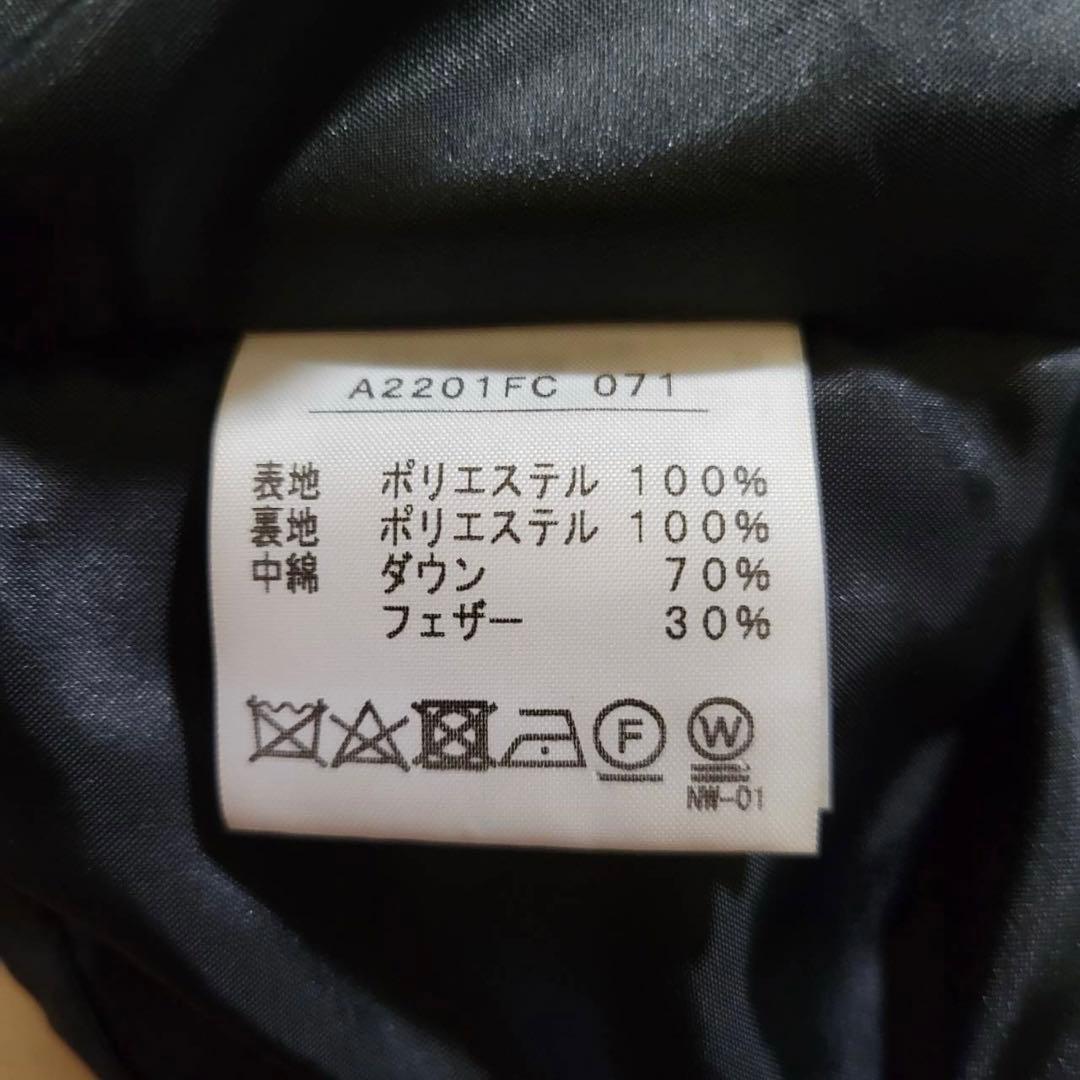 A2201FC 071
表地 ポリエステル 100%
裏地 ポリエステル 100%
中綿 ダウン 70%
フェザー 30%
F W
NW-01